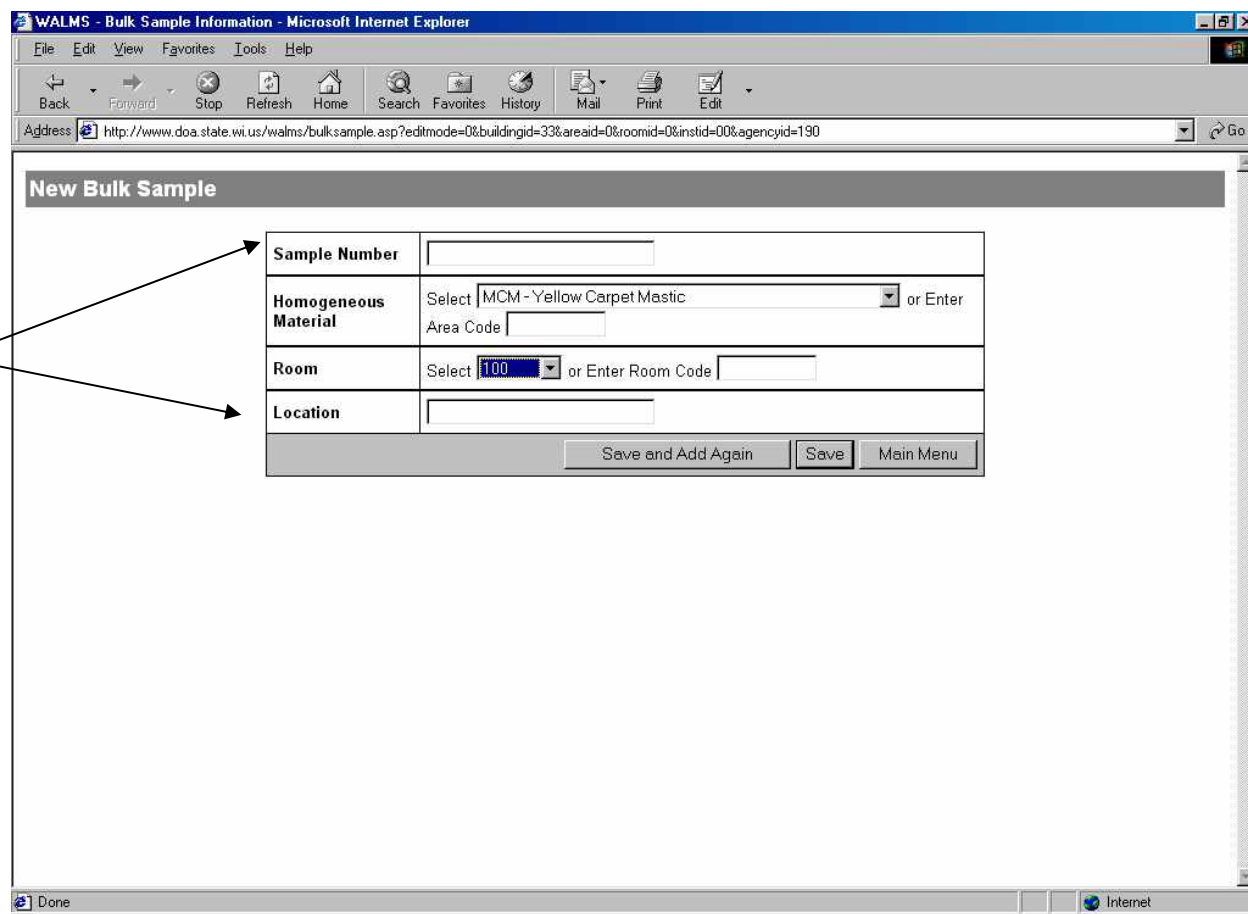 WALMS - Bulk Sample Information - Microsoft Internet Explorer
File Edit View Favorites Tools Help
Back Forward Stop Refresh Home Search Favorites History Mail Print Edit
Address http://www.doa.state.wi.us/walms/bulksample.asp?editmode=0&buildingid=33&areaid=0&roomid=0&instid=00&agencyid=190 Go
New Bulk Sample
Sample Number
Homogeneous Material Select MCM - Yellow Carpet Mastic or Enter
Area Code
Room Select 100 or Enter Room Code
Location
Save and Add Again Save Main Menu
Done Internet